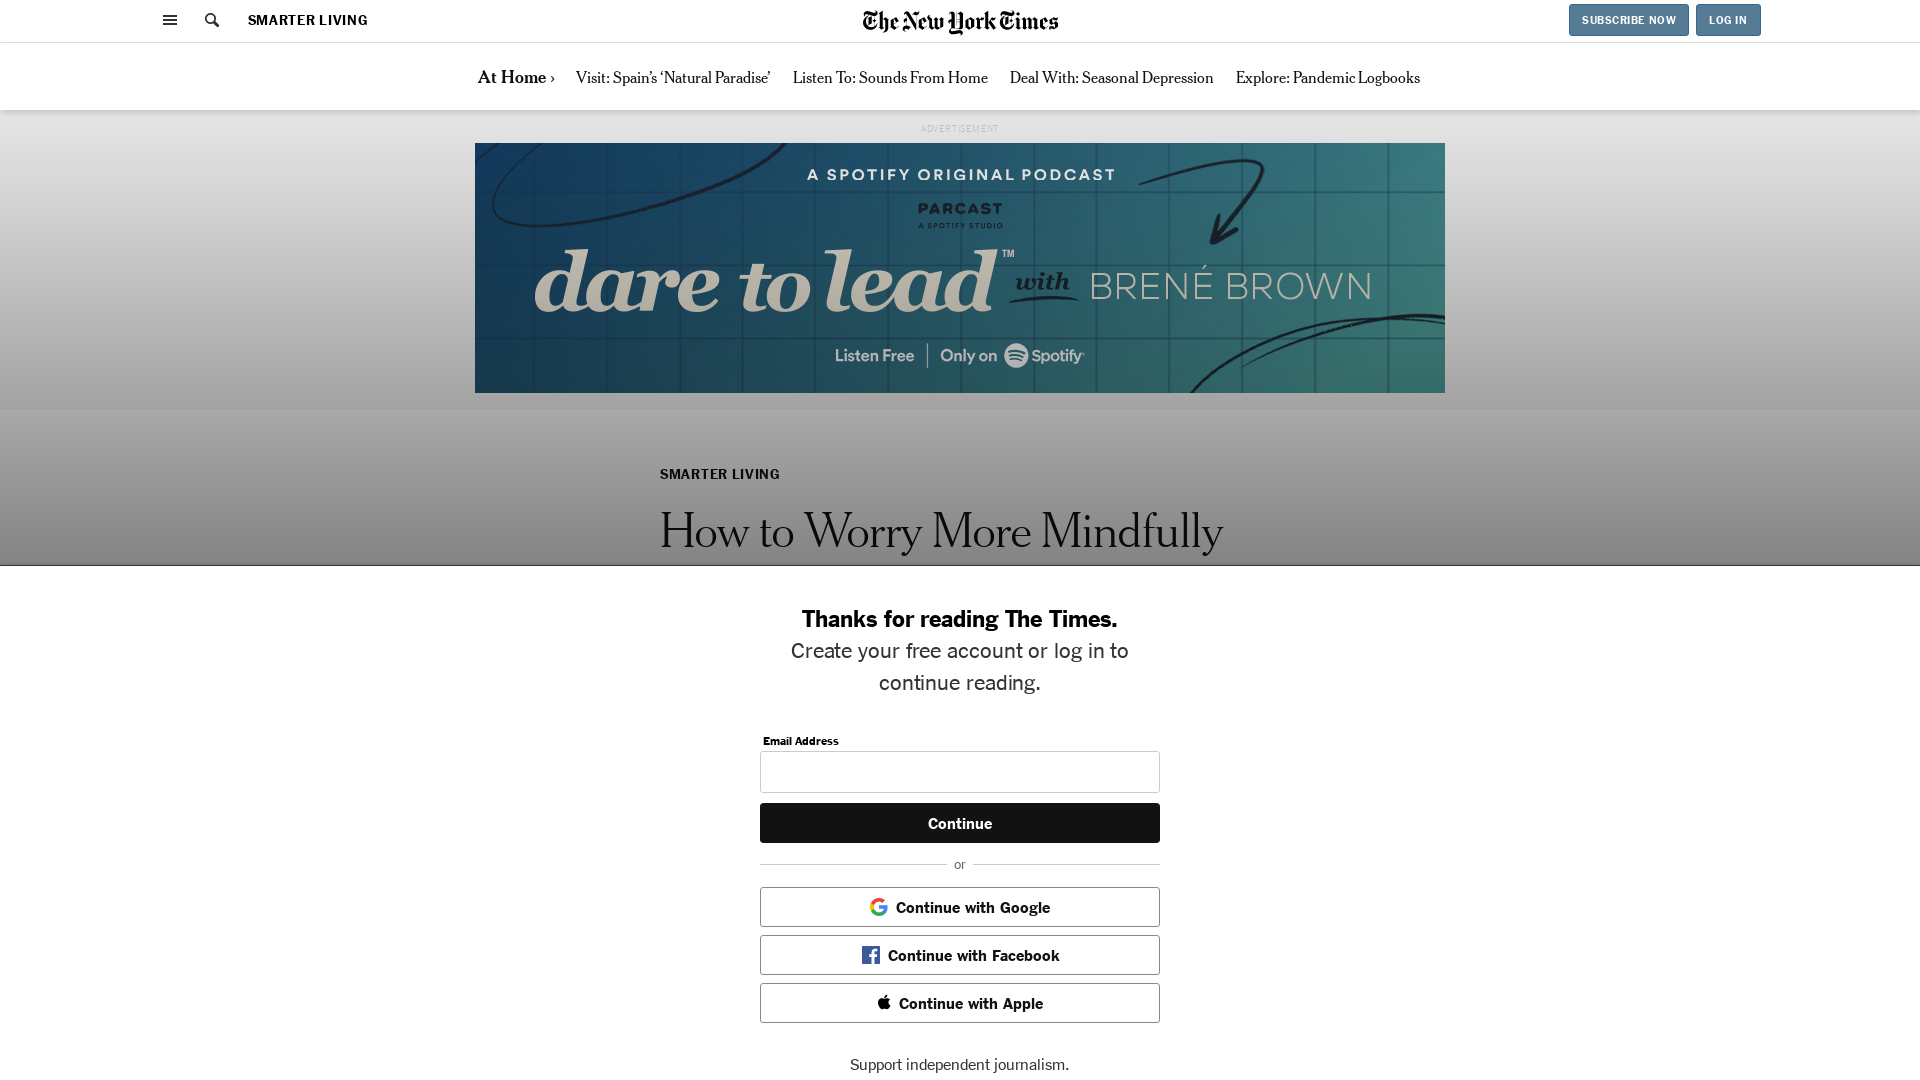 SMARTER LIVING
The New York Times
SUBSCRIBE NOW
LOG IN
At Home ›
Visit: Spain's ‘Natural Paradise’
Listen To: Sounds From Home
Deal With: Seasonal Depression
Explore: Pandemic Logbooks
ADVERTISEMENT
A SPOTIFY ORIGINAL PODCAST
PARCAST
A SPOTIFY STUDIO
dare to lead™ with BRENÉ BROWN
Listen Free | Only on Spotify
SMARTER LIVING
How to Worry More Mindfully
Thanks for reading The Times.
Create your free account or log in to
continue reading.
Email Address
Continue
or
Continue with Google
Continue with Facebook
Continue with Apple
Support independent journalism.